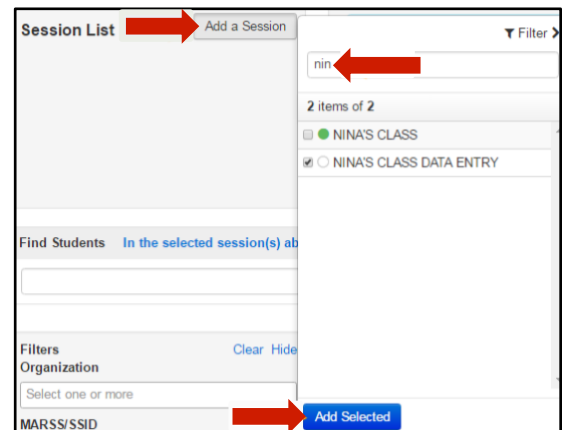 Session List
Add a Session
Filter
nin
2 items of 2
NINA'S CLASS
NINA'S CLASS DATA ENTRY
Find Students In the selected session(s) ab
Filters
Clear Hide
Organization
Select one or more
MARSS/SSID
Add Selected